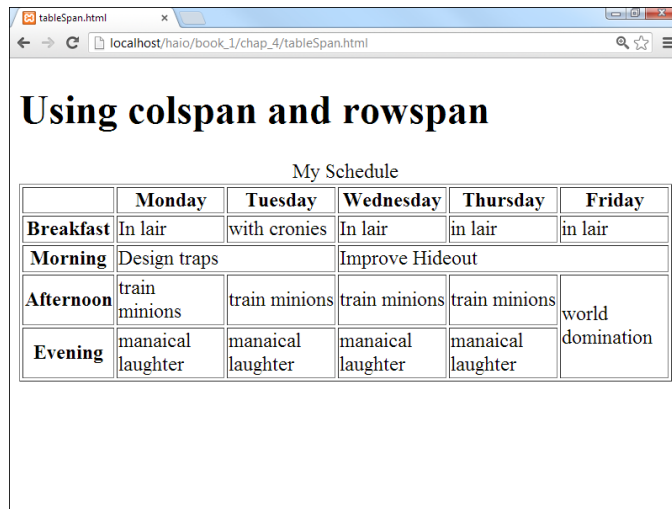 tableSpan.html
localhost/haio/book_1/chap_4/tableSpan.html
Using colspan and rowspan
My Schedule
Monday Tuesday Wednesday Thursday Friday
Breakfast In lair with cronies In lair in lair in lair
Morning Design traps Improve Hideout
Afternoon train minions train minions train minions train minions world domination
Evening manaical laughter manaical laughter manaical laughter manaical laughter